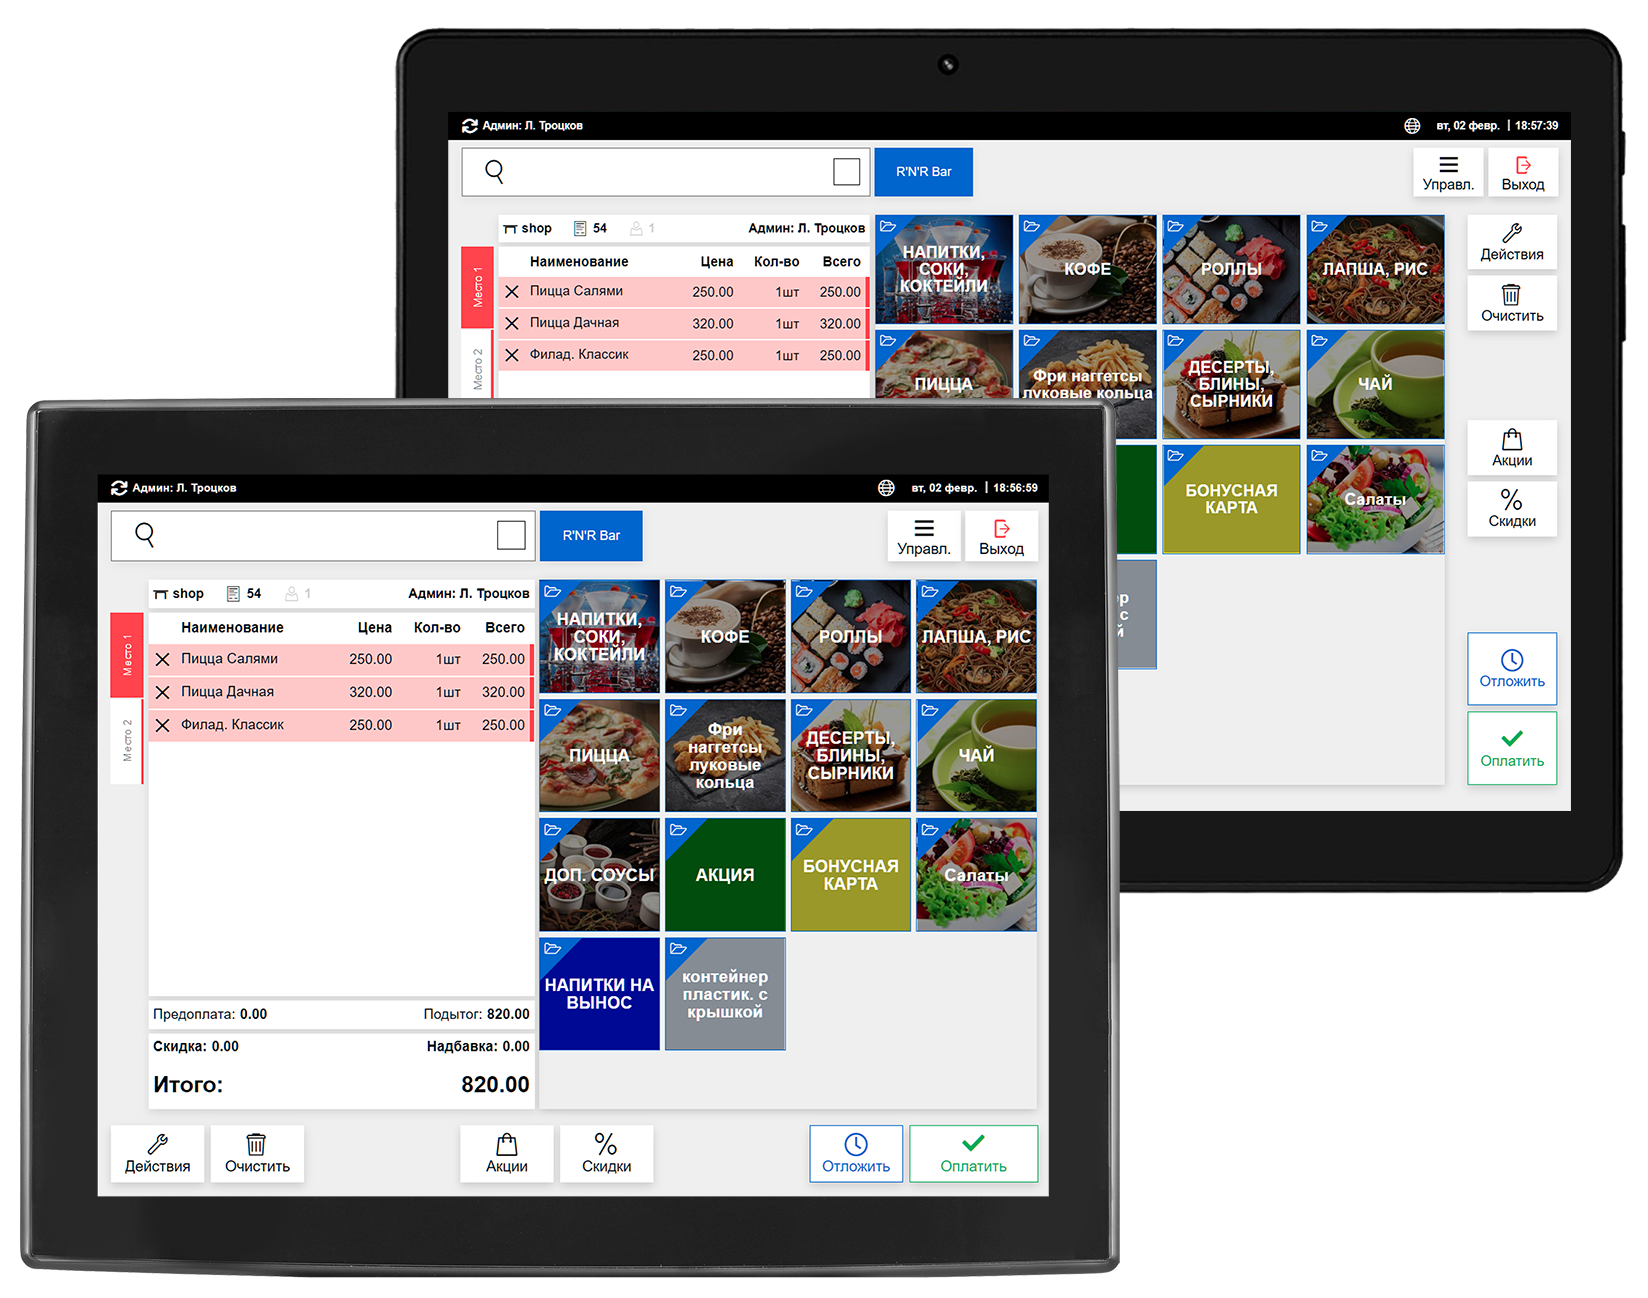 Админ: Л. Троцков
вт, 02 февр. | 18:57:39
R'N'R Bar
Управл.
Выход
shop 54 1 Админ: Л. Троцков
Наименование Цена Кол-во Всего
Пицца Салями 250.00 1шт 250.00
Пицца Дачная 320.00 1шт 320.00
Филад. Классик 250.00 1шт 250.00
Место 1
Место 2
НАПИТКИ,
СОКИ,
КОКТЕЙЛИ
КОФЕ
РОЛЛЫ
ЛАПША, РИС
ПИЦЦА
Фри наггетсы
луковые кольца
ДЕСЕРТЫ,
БЛИНЫ,
СЫРНИКИ
ЧАЙ
БОНУСНАЯ
КАРТА
Салаты
Действия
Очистить
Акции
Скидки
Отложить
Оплатить
Админ: Л. Троцков
вт, 02 февр. | 18:56:59
R'N'R Bar
Управл.
Выход
shop 54 1 Админ: Л. Троцков
Наименование Цена Кол-во Всего
Пицца Салями 250.00 1шт 250.00
Пицца Дачная 320.00 1шт 320.00
Филад. Классик 250.00 1шт 250.00
Место 1
Место 2
НАПИТКИ,
СОКИ,
КОКТЕЙЛИ
КОФЕ
РОЛЛЫ
ЛАПША, РИС
ПИЦЦА
Фри
наггетсы
луковые
кольца
ДЕСЕРТЫ,
БЛИНЫ,
СЫРНИКИ
ЧАЙ
ДОП. СОУСЫ
АКЦИЯ
БОНУСНАЯ
КАРТА
Салаты
НАПИТКИ НА
ВЫНОС
контейнер
пластик. с
крышкой
Предоплата: 0.00 Подытог: 820.00
Скидка: 0.00 Надбавка: 0.00
Итого: 820.00
Действия
Очистить
Акции
Скидки
Отложить
Оплатить